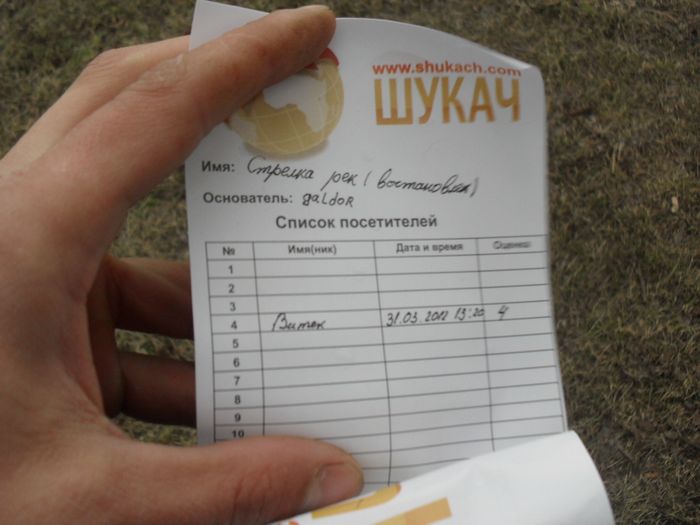 www.shukach.com
ШУКАЧ
Имя: Стрелка рек (востановлен)
Основатель: galdor
Список посетителей
№ Имя(ник) Дата и время Оценка
1
2
3
4 Витек 31.03.2012 13:20 4
5
6
7
8
9
10